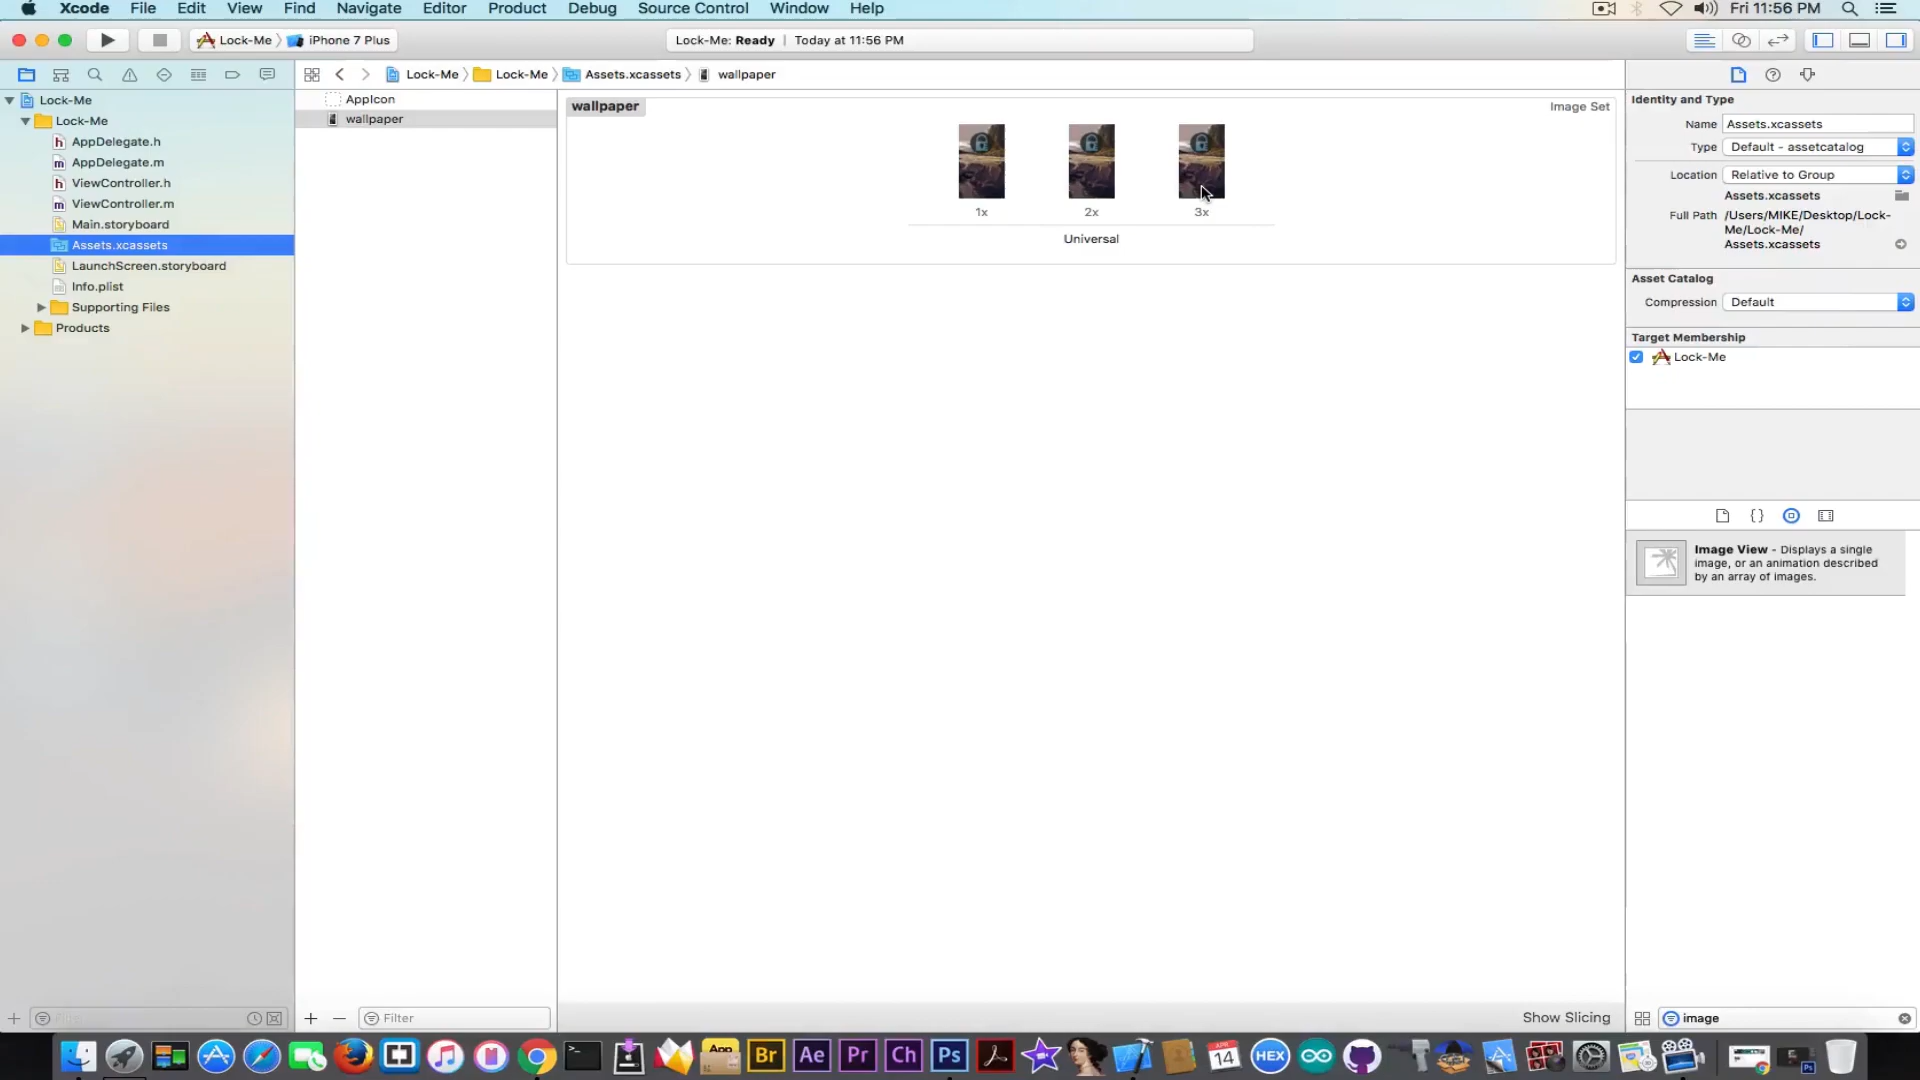 Xcode File Edit View Find Navigate Editor Product Debug Source Control Window Help Fri 11:56 PM
Lock-Me iPhone 7 Plus Lock-Me: Ready | Today at 11:56 PM
Lock-Me Lock-Me Assets.xcassets wallpaper
Lock-Me
Lock-Me
AppDelegate.h
AppDelegate.m
ViewController.h
ViewController.m
Main.storyboard
Assets.xcassets
LaunchScreen.storyboard
Info.plist
Supporting Files
Products
AppIcon
wallpaper
wallpaper Image Set
1x 2x 3x
Universal
Identity and Type
Name Assets.xcassets
Type Default - assetcatalog
Location Relative to Group
Assets.xcassets
Full Path /Users/MIKE/Desktop/Lock-
Me/Lock-Me/
Assets.xcassets
Asset Catalog
Compression Default
Target Membership
Lock-Me
{}
Image View - Displays a single
image, or an animation described
by an array of images.
Filter
Show Slicing
image
App
Br Ae Pr Ch Ps
APR
14
HEX